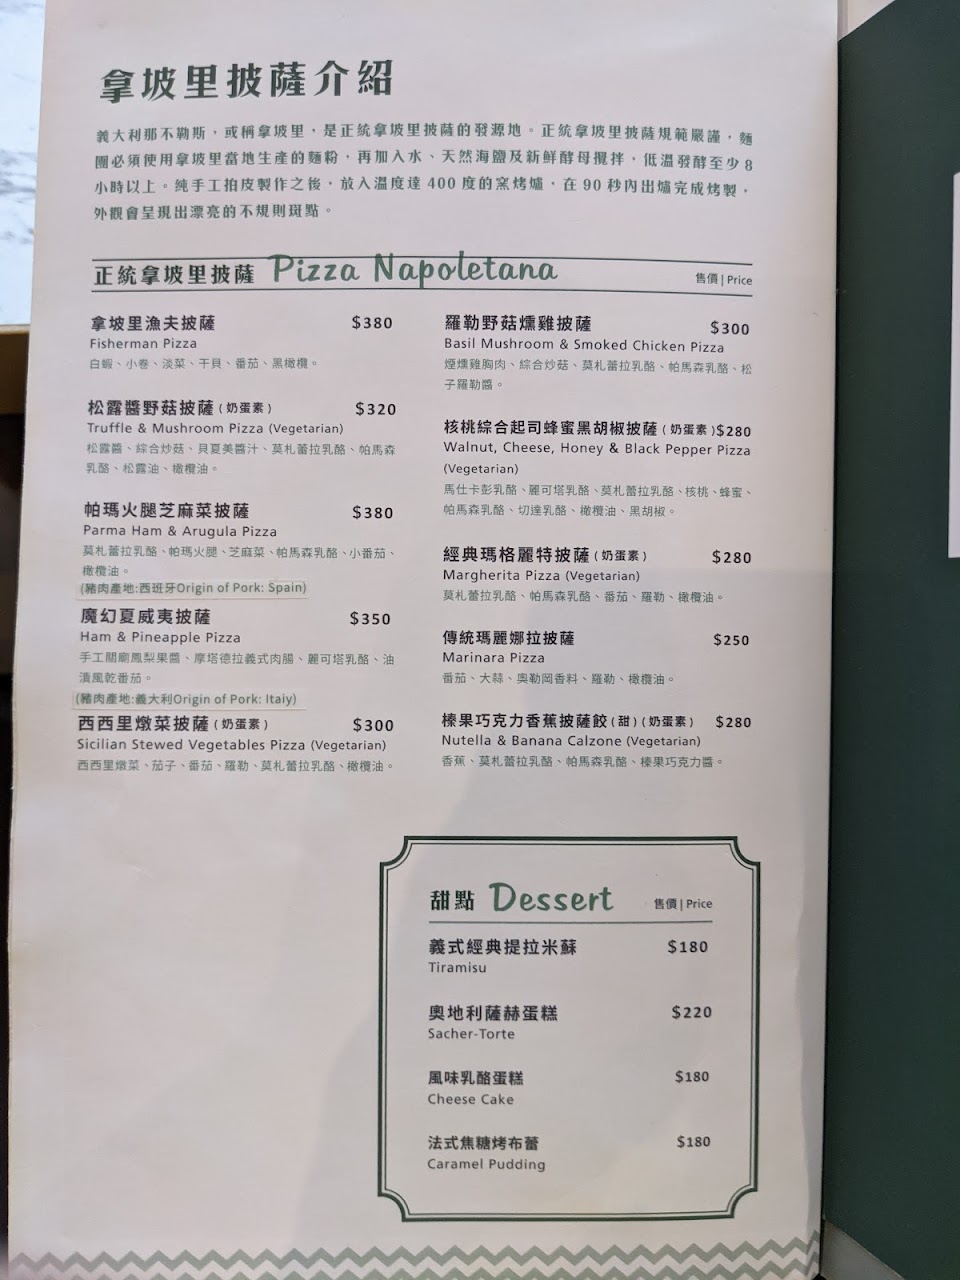 拿坡里披薩介紹
義大利那不勒斯，或稱拿坡里，是正統拿坡里披薩的發源地。正統拿坡里披薩規範嚴謹，麵
團必須使用拿坡里當地生產的麵粉，再加入水、天然海鹽及新鮮酵母攪拌，低溫發酵至少 8
小時以上。純手工拍皮製作之後，放入溫度達 400 度的窯烤爐，在 90 秒內出爐完成烤製，
外觀會呈現出漂亮的不規則斑點。
正統拿坡里披薩 Pizza Napoletana 售價 | Price
拿坡里漁夫披薩 $380
Fisherman Pizza
白蝦、小卷、淡菜、干貝、番茄、黑橄欖。
松露醬野菇披薩 (奶蛋素) $320
Truffle & Mushroom Pizza (Vegetarian)
松露醬、綜合炒菇、貝夏美醬汁、莫札蕾拉乳酪、帕馬森
乳酪、松露油、橄欖油。
帕瑪火腿芝麻菜披薩 $380
Parma Ham & Arugula Pizza
莫札蕾拉乳酪、帕瑪火腿、芝麻菜、帕馬森乳酪、小番茄、
橄欖油。
(豬肉產地:西班牙Origin of Pork: Spain)
魔幻夏威夷披薩 $350
Ham & Pineapple Pizza
手工關廟鳳梨果醬、摩塔德拉義式肉腸、麗可塔乳酪、油
漬風乾番茄。
(豬肉產地:義大利Origin of Pork: Itaiy)
西西里燉菜披薩 (奶蛋素) $300
Sicilian Stewed Vegetables Pizza (Vegetarian)
西西里燉菜、茄子、番茄、羅勒、莫札蕾拉乳酪、橄欖油。
羅勒野菇燻雞披薩 $300
Basil Mushroom & Smoked Chicken Pizza
煙燻雞胸肉、綜合炒菇、莫札蕾拉乳酪、帕馬森乳酪、松
子羅勒醬。
核桃綜合起司蜂蜜黑胡椒披薩 (奶蛋素) $280
Walnut, Cheese, Honey & Black Pepper Pizza
(Vegetarian)
馬仕卡彭乳酪、麗可塔乳酪、莫札蕾拉乳酪、核桃、蜂蜜、
帕馬森乳酪、切達乳酪、橄欖油、黑胡椒。
經典瑪格麗特披薩 (奶蛋素) $280
Margherita Pizza (Vegetarian)
莫札蕾拉乳酪、帕馬森乳酪、番茄、羅勒、橄欖油。
傳統瑪麗娜拉披薩 $250
Marinara Pizza
番茄、大蒜、奧勒岡香料、羅勒、橄欖油。
榛果巧克力香蕉披薩餃 (甜) (奶蛋素) $280
Nutella & Banana Calzone (Vegetarian)
香蕉、莫札蕾拉乳酪、帕馬森乳酪、榛果巧克力醬。
甜點 Dessert 售價 | Price
義式經典提拉米蘇 $180
Tiramisu
奧地利薩赫蛋糕 $220
Sacher-Torte
風味乳酪蛋糕 $180
Cheese Cake
法式焦糖烤布蕾 $180
Caramel Pudding